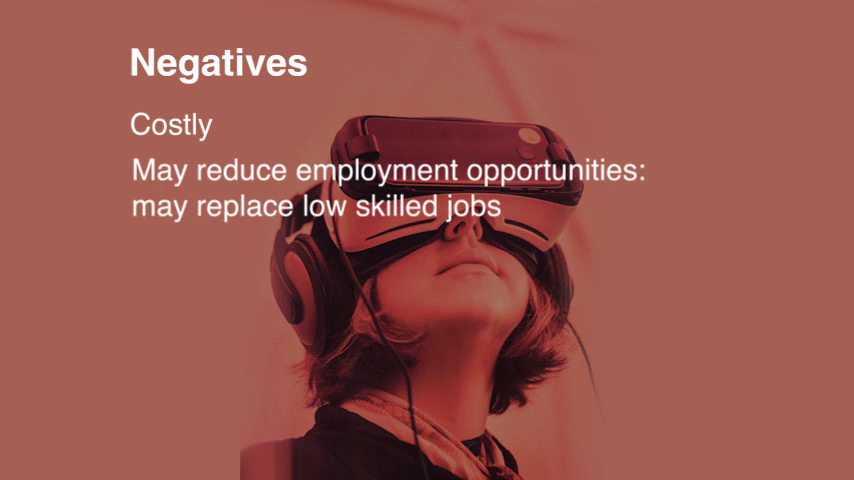 Negatives
Costly
May reduce employment opportunities:
may replace low skilled jobs